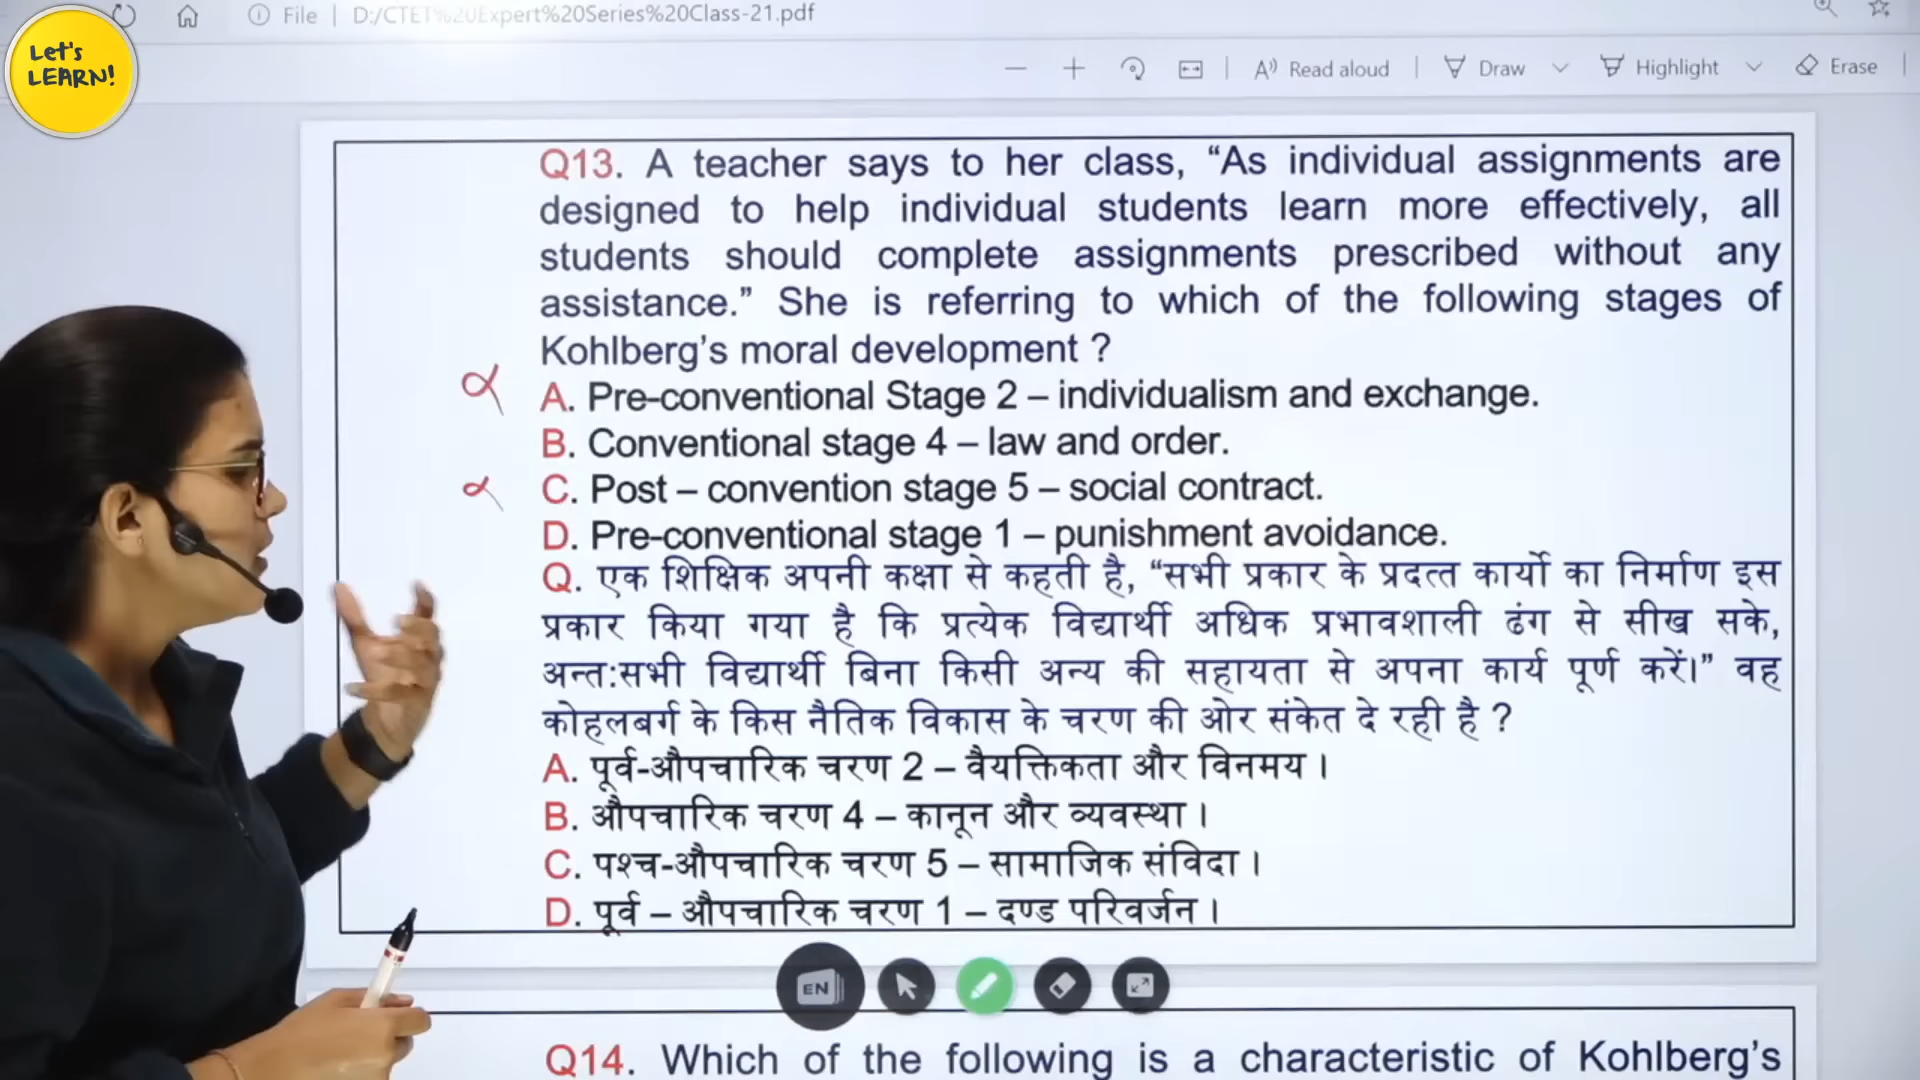 Let's
LEARN!
File | D:/CTET%20Expert%20Series%20Class-21.pdf
Read aloud
Draw
Highlight
Erase
Q13. A teacher says to her class, “As individual assignments are
designed to help individual students learn more effectively, all
students should complete assignments prescribed without any
assistance.” She is referring to which of the following stages of
Kohlberg’s moral development ?
A. Pre-conventional Stage 2 – individualism and exchange.
B. Conventional stage 4 – law and order.
C. Post – convention stage 5 – social contract.
D. Pre-conventional stage 1 – punishment avoidance.
Q. एक शिक्षिक अपनी कक्षा से कहती है, “सभी प्रकार के प्रदत्त कार्यो का निर्माण इस
प्रकार किया गया है कि प्रत्येक विद्यार्थी अधिक प्रभावशाली ढंग से सीख सके,
अन्त:सभी विद्यार्थी बिना किसी अन्य की सहायता से अपना कार्य पूर्ण करें।” वह
कोहलबर्ग के किस नैतिक विकास के चरण की ओर संकेत दे रही है ?
A. पूर्व-औपचारिक चरण 2 – वैयक्तिकता और विनमय ।
B. औपचारिक चरण 4 – कानून और व्यवस्था ।
C. पश्च-औपचारिक चरण 5 – सामाजिक संविदा ।
D. पूर्व – औपचारिक चरण 1 – दण्ड परिवर्जन ।
EN
Q14. Which of the following is a characteristic of Kohlberg’s